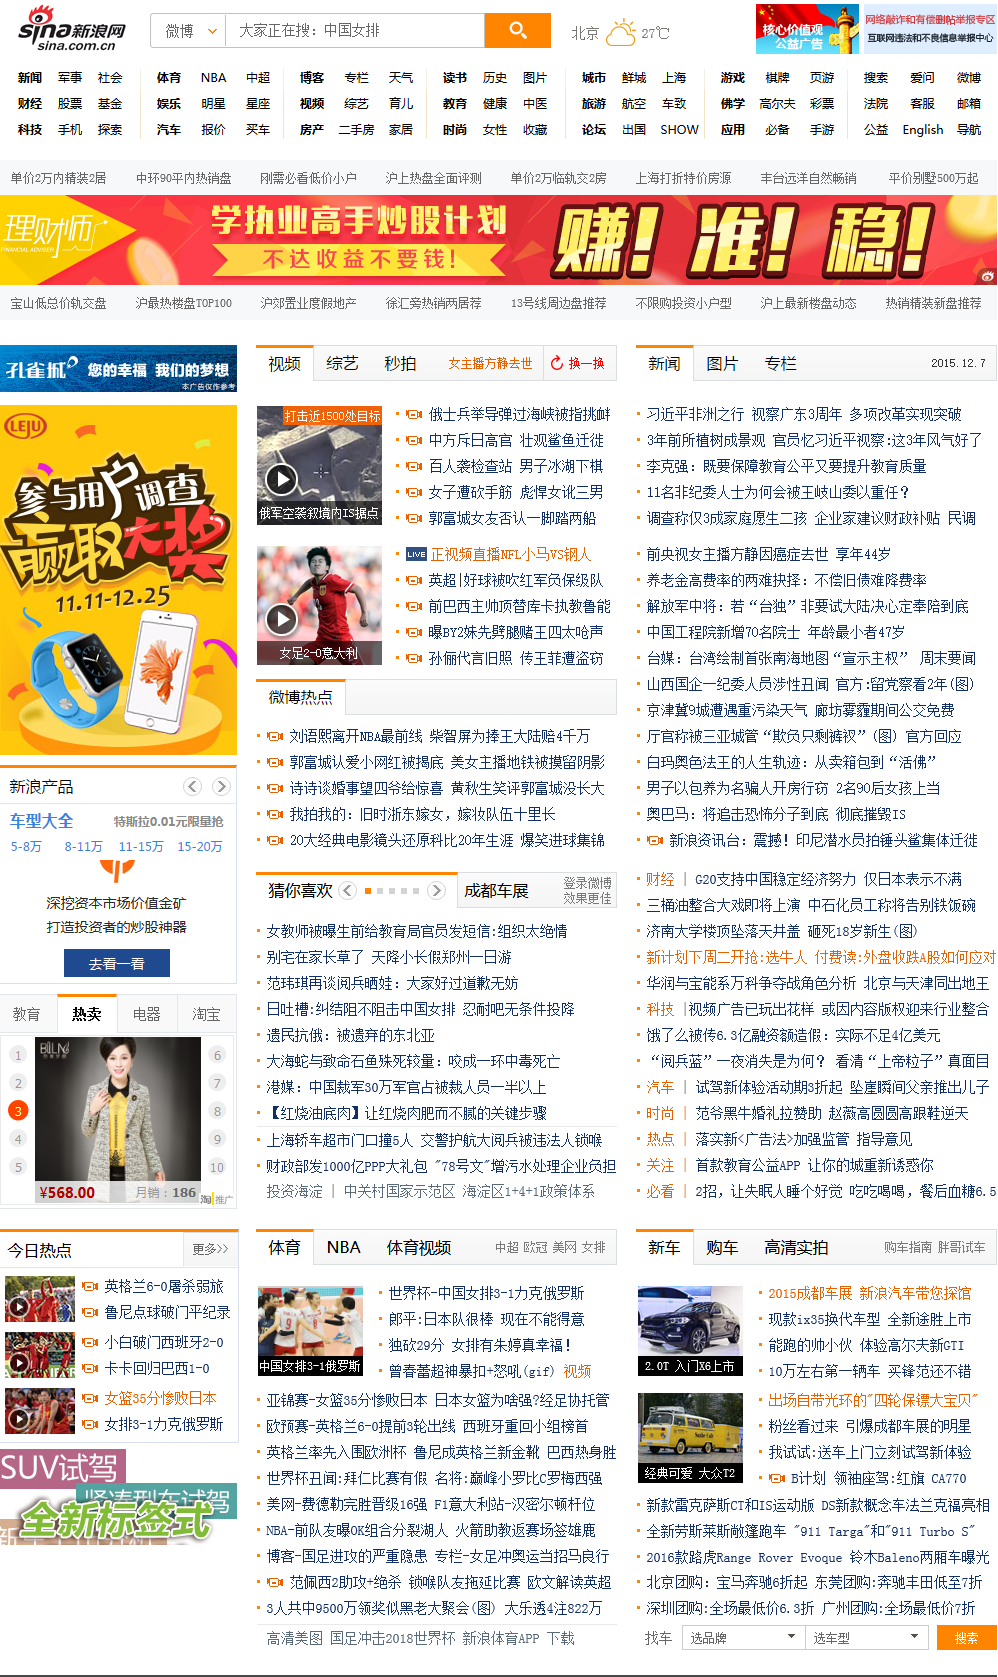 sina新浪网
sina.com.cn
微博 大家正在搜：中国女排
北京 27℃
核心价值观
公益广告
网络敲诈和有偿删帖举报专区
互联网违法和不良信息举报中心
新闻 军事 社会 体育 NBA 中超 博客 专栏 天气 读书 历史 图片 城市 鲜城 上海 游戏 棋牌 页游 搜索 爱问 微博
财经 股票 基金 娱乐 明星 星座 视频 综艺 育儿 教育 健康 中医 旅游 航空 车致 佛学 高尔夫 彩票 法院 客服 邮箱
科技 手机 探索 汽车 报价 买车 房产 二手房 家居 时尚 女性 收藏 论坛 出国 SHOW 应用 必备 手游 公益 English 导航
单价2万内精装2居 中环90平内热销盘 刚需必看低价小户 沪上热盘全面评测 单价2万临轨交2房 上海打折特价房源 丰台远洋自然畅销 平价别墅500万起
理财师
FINANCIAL ADVISERS
学执业高手炒股计划
不达收益不要钱！
赚！准！稳！
宝山低总价轨交盘 沪最热楼盘TOP100 沪郊置业度假地产 徐汇旁热销两居荐 13号线周边盘推荐 不限购投资小户型 沪上最新楼盘动态 热销精装新盘推荐
孔雀城 您的幸福 我们的梦想
本广告仅作参考
LEJU
参与用户调查
赢取大奖
11.11-12.25
新浪产品
车型大全 特斯拉0.01元限量抢
5-8万 8-11万 11-15万 15-20万
深挖资本市场价值金矿
打造投资者的炒股神器
去看一看
教育 热卖 电器 淘宝
1
2
3
4
5
6
7
8
9
10
¥568.00 月销：186
淘 推广
今日热点 更多>>
英格兰6-0屠杀弱旅
鲁尼点球破门平纪录
小白破门西班牙2-0
卡卡回归巴西1-0
女篮35分惨败日本
女排3-1力克俄罗斯
SUV试驾
全新标签式
视频 综艺 秒拍 女主播方静去世 换一换
打击近1500处目标
俄军空袭叙境内IS据点
俄士兵举导弹过海峡被指挑衅
中方斥日高官 壮观鲨鱼迁徙
百人袭检查站 男子冰湖下棋
女子遭砍手筋 彪悍女讹三男
郭富城女友否认一脚踏两船
女足2-0意大利
LIVE 正视频直播NFL小马VS钢人
英超|好球被吹红军负保级队
前巴西主帅顶替库卡执教鲁能
曝BY2妹先劈腿赌王四太呛声
孙俪代言旧照 传王菲遭盗窃
微博热点
刘语熙离开NBA最前线 柴智屏为捧王大陆赔4千万
郭富城认爱小网红被揭底 美女主播地铁被摸留阴影
诗诗谈婚事望四爷给惊喜 黄秋生笑评郭富城没长大
我拍我的：旧时浙东嫁女，嫁妆队伍十里长
20大经典电影镜头还原科比20年生涯 爆笑进球集锦
猜你喜欢 成都车展 登录微博
效果更佳
女教师被曝生前给教育局官员发短信:组织太绝情
别宅在家长草了 天降小长假郑州一日游
范玮琪再谈阅兵晒娃：大家好过道歉无妨
日吐槽:纠结阻不阻击中国女排 忍耐吧无条件投降
遗民抗俄：被遗弃的东北亚
大海蛇与致命石鱼殊死较量：咬成一环中毒死亡
港媒：中国裁军30万军官占被裁人员一半以上
【红烧油底肉】让红烧肉肥而不腻的关键步骤
上海轿车超市门口撞5人 交警护航大阅兵被违法人锁喉
财政部发1000亿PPP大礼包 "78号文"增污水处理企业负担
投资海淀 | 中关村国家示范区 海淀区1+4+1政策体系
体育 NBA 体育视频 中超 欧冠 美网 女排
中国女排3-1俄罗斯
世界杯-中国女排3-1力克俄罗斯
郎平:日本队很棒 现在不能得意
独砍29分 女排有朱婷真幸福！
曾春蕾超神暴扣+怒吼(gif) 视频
亚锦赛-女篮35分惨败日本 日本女篮为啥强?经足协托管
欧预赛-英格兰6-0提前3轮出线 西班牙重回小组榜首
英格兰率先入围欧洲杯 鲁尼成英格兰新金靴 巴西热身胜
世界杯丑闻:拜仁比赛有假 名将:巅峰小罗比C罗梅西强
美网-费德勒完胜晋级16强 F1意大利站-汉密尔顿杆位
NBA-前队友曝OK组合分裂湖人 火箭助教返赛场签雄鹿
博客-国足进攻的严重隐患 专栏-女足冲奥运当招马良行
范佩西2助攻+绝杀 锁喉队友拖延比赛 欧文解读英超
3人共中9500万领奖似黑老大聚会(图) 大乐透4注822万
高清美图 国足冲击2018世界杯 新浪体育APP 下载
新闻 图片 专栏 2015.12.7
习近平非洲之行 视察广东3周年 多项改革实现突破
3年前所植树成景观 官员忆习近平视察:这3年风气好了
李克强：既要保障教育公平又要提升教育质量
11名非纪委人士为何会被王岐山委以重任？
调查称仅3成家庭愿生二孩 企业家建议财政补贴 民调
前央视女主播方静因癌症去世 享年44岁
养老金高费率的两难抉择：不偿旧债难降费率
解放军中将：若“台独”非要试大陆决心定奉陪到底
中国工程院新增70名院士 年龄最小者47岁
台媒：台湾绘制首张南海地图“宣示主权” 周末要闻
山西国企一纪委人员涉性丑闻 官方:留党察看2年(图)
京津冀9城遭遇重污染天气 廊坊雾霾期间公交免费
厅官称被三亚城管“欺负只剩裤衩”(图) 官方回应
白玛奥色法王的人生轨迹：从卖箱包到“活佛”
男子以包养为名骗人开房行窃 2名90后女孩上当
奥巴马：将追击恐怖分子到底 彻底摧毁IS
新浪资讯台：震撼！印尼潜水员拍锤头鲨集体迁徙
财经 | G20支持中国稳定经济努力 仅日本表示不满
三桶油整合大戏即将上演 中石化员工称将告别铁饭碗
济南大学楼顶坠落天井盖 砸死18岁新生(图)
新计划下周二开抢:选牛人 付费读:外盘收跌A股如何应对
华润与宝能系万科争夺战角色分析 北京与天津同出地王
科技 |视频广告已玩出花样 或因内容版权迎来行业整合
饿了么被传6.3亿融资额造假：实际不足4亿美元
“阅兵蓝”一夜消失是为何？ 看清“上帝粒子”真面目
汽车 | 试驾新体验活动期3折起 坠崖瞬间父亲推出儿子
时尚 | 范爷黑牛婚礼拉赞助 赵薇高圆圆高跟鞋逆天
热点 | 落实新<广告法>加强监管 指导意见
关注 | 首款教育公益APP 让你的城重新诱惑你
必看 | 2招，让失眠人睡个好觉 吃吃喝喝，餐后血糖6.5
新车 购车 高清实拍 购车指南 胖哥试车
2.0T 入门X6上市
2015成都车展 新浪汽车带您探馆
现款ix35换代车型 全新途胜上市
能跑的帅小伙 体验高尔夫新GTI
10万左右第一辆车 买锋范还不错
经典可爱 大众T2
出场自带光环的"四轮保镖大宝贝"
粉丝看过来 引爆成都车展的明星
我试试:送车上门立刻试驾新体验
B计划 领袖座驾:红旗 CA770
新款雷克萨斯CT和IS运动版 DS新款概念车法兰克福亮相
全新劳斯莱斯敞篷跑车 "911 Targa"和"911 Turbo S"
2016款路虎Range Rover Evoque 铃木Baleno两厢车曝光
北京团购：宝马奔驰6折起 东莞团购:奔驰丰田低至7折
深圳团购:全场最低价6.3折 广州团购:全场最低价7折
找车 选品牌 选车型 搜索